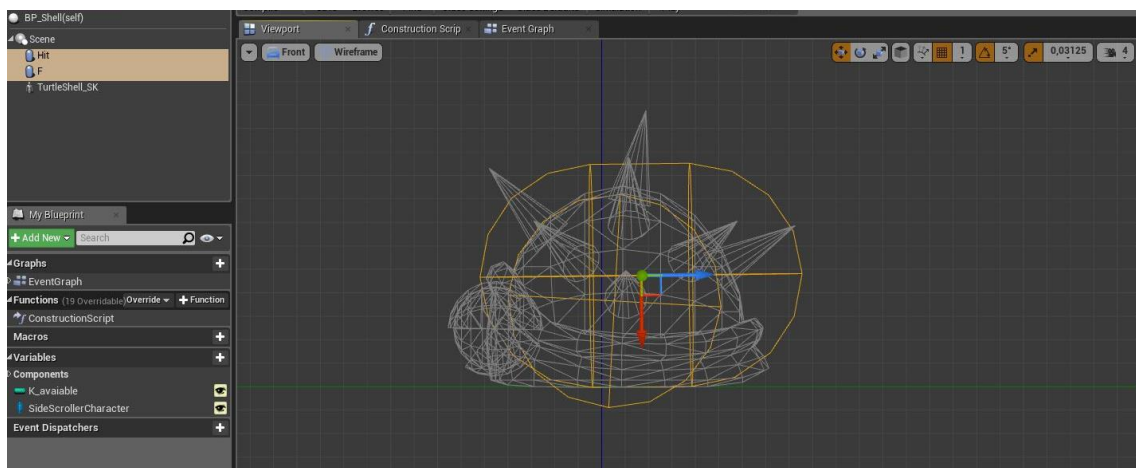 BP_Shell(self)
Scene
Hit
F
TurtleShell_SK
My Blueprint
+ Add New Search
Graphs +
EventGraph
Functions (19 Overridable) Override + Function
ConstructionScript
Macros +
Variables +
Components
K_avaiable
SideScrollerCharacter
Event Dispatchers +
Viewport Construction Scrip Event Graph
Front Wireframe
1 5° 0,03125 4